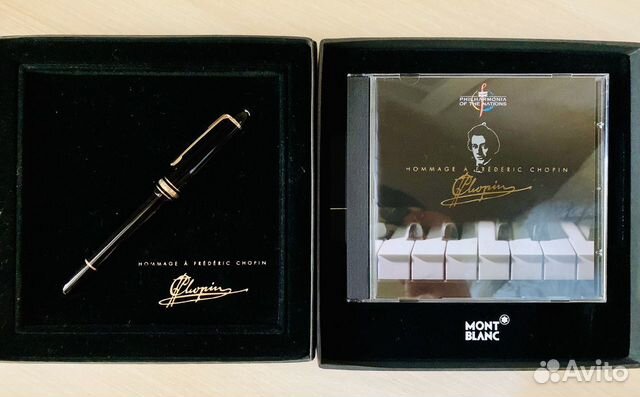 HOMMAGE À FRÉDÉRIC CHOPIN
Chopin
PHILHARMONIA
OF THE NATIONS
HOMMAGE À FRÉDÉRIC CHOPIN
Chopin
MONT
BLANC
Avito